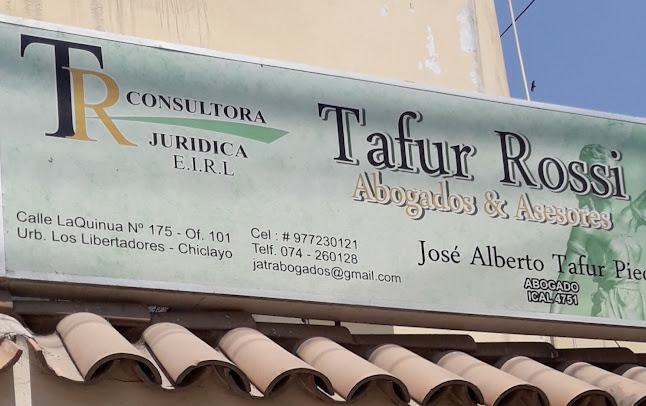 TR CONSULTORA
JURIDICA
E.I.R.L
Tafur Rossi
Abogados & Asesores
Calle LaQuinua Nº 175 - Of. 101
Urb. Los Libertadores - Chiclayo
Cel : # 977230121
Telf. 074 - 260128
jatrabogados@gmail.com
José Alberto Tafur
ABOGADO
ICAL 4751